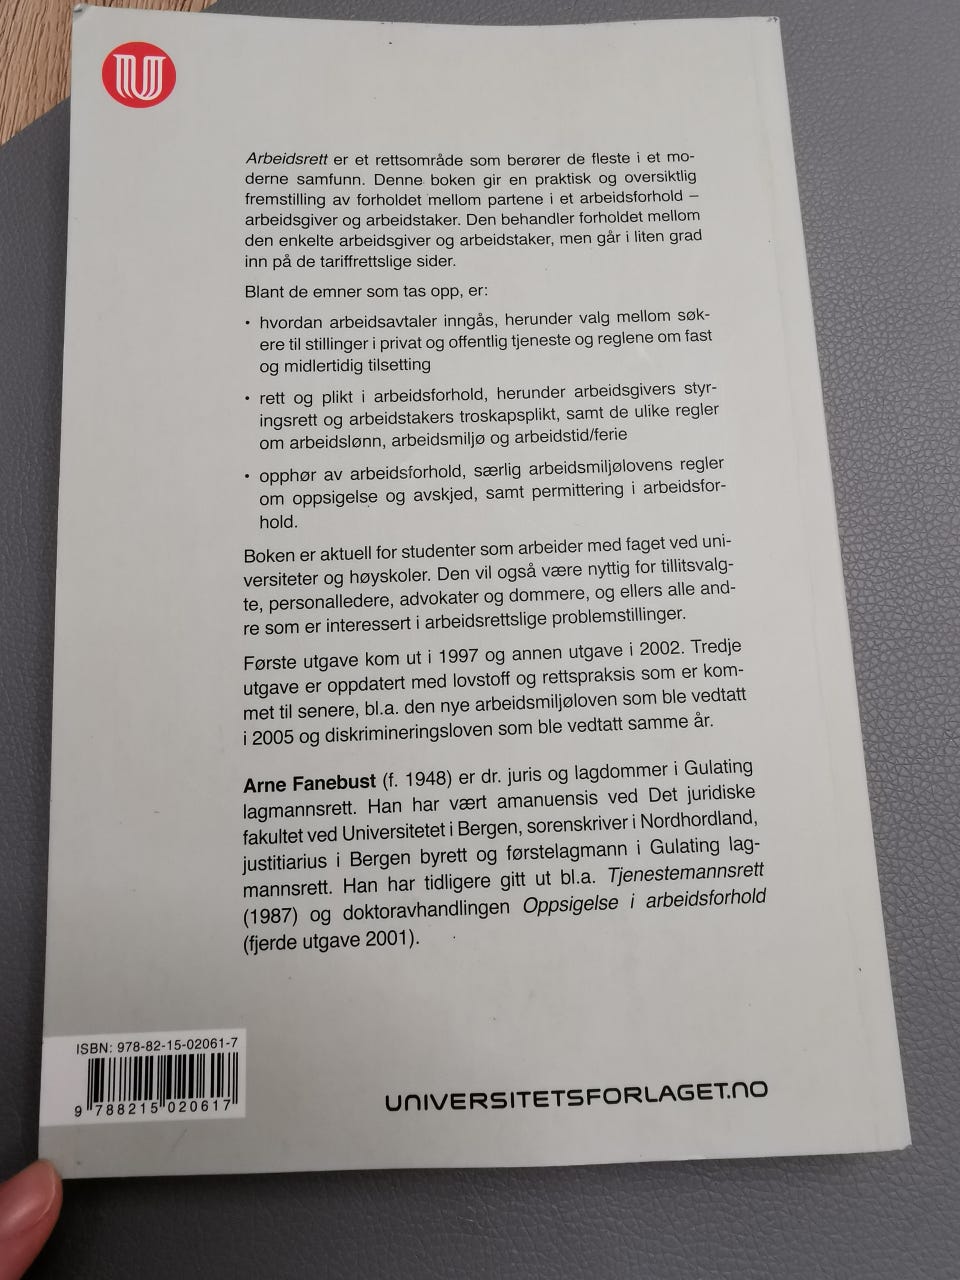 U
Arbeidsrett er et rettsområde som berører de fleste i et mo-
derne samfunn. Denne boken gir en praktisk og oversiktlig
fremstilling av forholdet mellom partene i et arbeidsforhold –
arbeidsgiver og arbeidstaker. Den behandler forholdet mellom
den enkelte arbeidsgiver og arbeidstaker, men går i liten grad
inn på de tariffrettslige sider.
Blant de emner som tas opp, er:
• hvordan arbeidsavtaler inngås, herunder valg mellom søk-
ere til stillinger i privat og offentlig tjeneste og reglene om fast
og midlertidig tilsetting
• rett og plikt i arbeidsforhold, herunder arbeidsgivers styr-
ingsrett og arbeidstakers troskapsplikt, samt de ulike regler
om arbeidslønn, arbeidsmiljø og arbeidstid/ferie
• opphør av arbeidsforhold, særlig arbeidsmiljølovens regler
om oppsigelse og avskjed, samt permittering i arbeidsfor-
hold.
Boken er aktuell for studenter som arbeider med faget ved uni-
versiteter og høyskoler. Den vil også være nyttig for tillitsvalg-
te, personalledere, advokater og dommere, og ellers alle and-
re som er interessert i arbeidsrettslige problemstillinger.
Første utgave kom ut i 1997 og annen utgave i 2002. Tredje
utgave er oppdatert med lovstoff og rettspraksis som er kom-
met til senere, bl.a. den nye arbeidsmiljøloven som ble vedtatt
i 2005 og diskrimineringsloven som ble vedtatt samme år.
Arne Fanebust (f. 1948) er dr. juris og lagdommer i Gulating
lagmannsrett. Han har vært amanuensis ved Det juridiske
fakultet ved Universitetet i Bergen, sorenskriver i Nordhordland,
justitiarius i Bergen byrett og førstelagmann i Gulating lag-
mannsrett. Han har tidligere gitt ut bl.a. Tjenestemannsrett
(1987) og doktoravhandlingen Oppsigelse i arbeidsforhold
(fjerde utgave 2001).
ISBN: 978-82-15-02061-7
9 788215 020617
UNIVERSITETSFORLAGET.NO